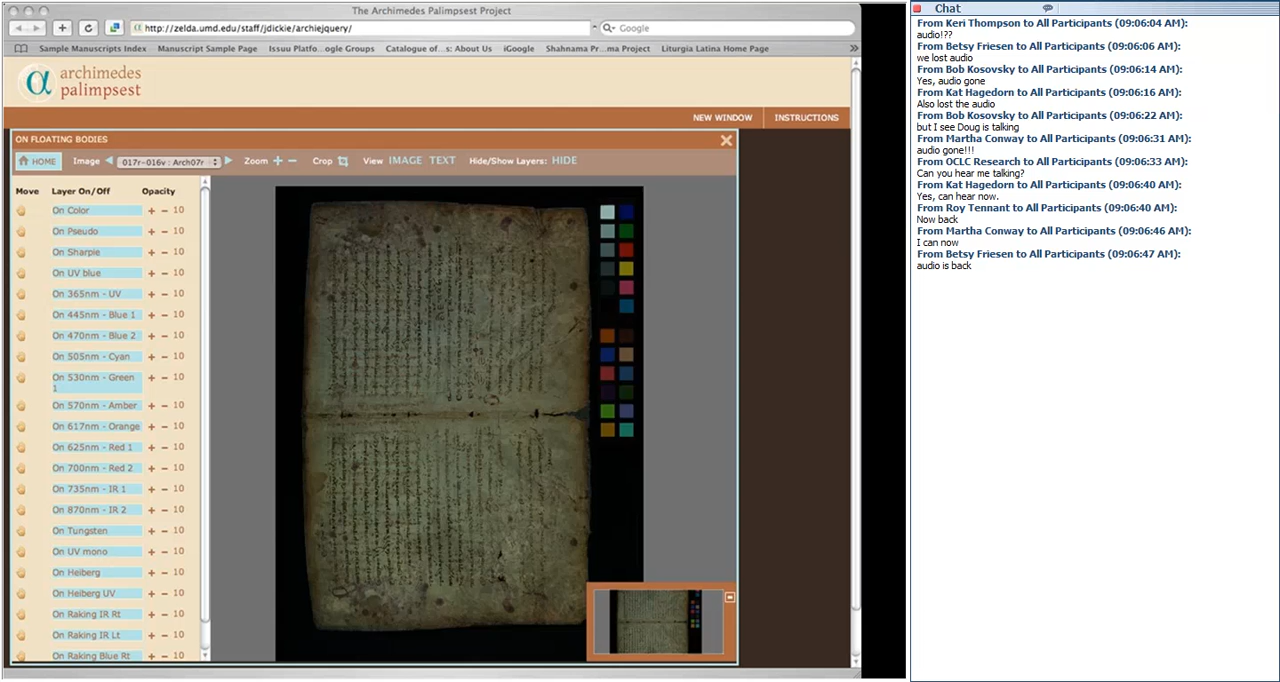 The Archimedes Palimpsest Project
http://zelda.umd.edu/staff/jdickie/archiejquery/
Google
Sample Manuscripts Index Manuscript Sample Page Issuu Platfo...ogle Groups Catalogue of...s: About Us iGoogle Shahnama Pr...ma Project Liturgia Latina Home Page
α archimedes
palimpsest
NEW WINDOW INSTRUCTIONS
ON FLOATING BODIES
HOME Image 017r-016v : Arch07r Zoom + − Crop View IMAGE TEXT Hide/Show Layers: HIDE
Move Layer On/Off Opacity
On Color + − 10
On Pseudo + − 10
On Sharpie + − 10
On UV blue + − 10
On 365nm - UV + − 10
On 445nm - Blue 1 + − 10
On 470nm - Blue 2 + − 10
On 505nm - Cyan + − 10
On 530nm - Green + − 10
1
On 570nm - Amber + − 10
On 617nm - Orange + − 10
On 625nm - Red 1 + − 10
On 700nm - Red 2 + − 10
On 735nm - IR 1 + − 10
On 870nm - IR 2 + − 10
On Tungsten + − 10
On UV mono + − 10
On Heiberg + − 10
On Heiberg UV + − 10
On Raking IR Rt + − 10
On Raking IR Lt + − 10
On Raking Blue Rt + − 10
Chat
From Keri Thompson to All Participants (09:06:04 AM):
audio!??
From Betsy Friesen to All Participants (09:06:06 AM):
we lost audio
From Bob Kosovsky to All Participants (09:06:14 AM):
Yes, audio gone
From Kat Hagedorn to All Participants (09:06:16 AM):
Also lost the audio
From Bob Kosovsky to All Participants (09:06:22 AM):
but I see Doug is talking
From Martha Conway to All Participants (09:06:31 AM):
audio gone!!!
From OCLC Research to All Participants (09:06:33 AM):
Can you hear me talking?
From Kat Hagedorn to All Participants (09:06:40 AM):
Yes, can hear now.
From Roy Tennant to All Participants (09:06:40 AM):
Now back
From Martha Conway to All Participants (09:06:46 AM):
I can now
From Betsy Friesen to All Participants (09:06:47 AM):
audio is back